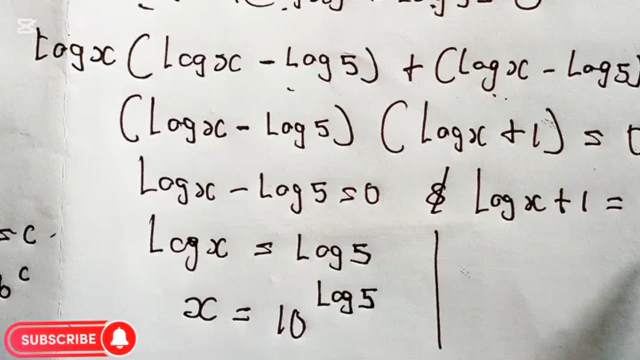 Logx (Logx - Log5) + (Logx - Log5)
(Logx - Log5) (Logx + 1) = 0
Logx - Log5 = 0 & Logx + 1 =
= c
b^c
Logx = Log5
x = 10^Log5
SUBSCRIBE